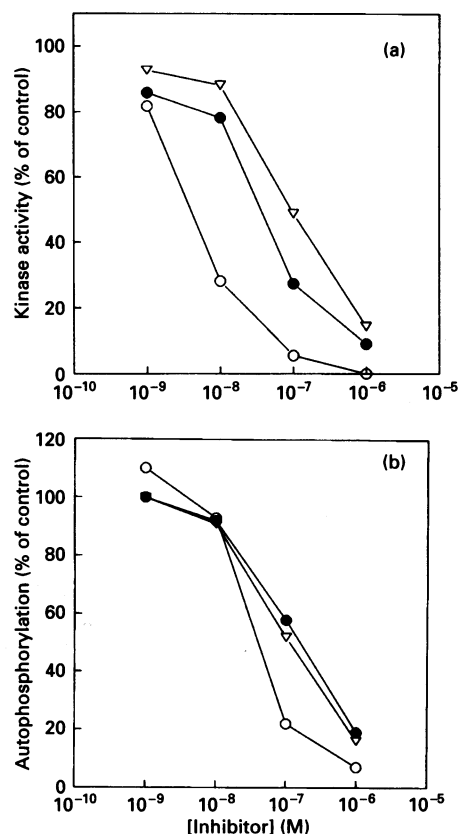 (a)
Kinase activity (% of control)
100
80
60
40
20
0
10⁻¹⁰ 10⁻⁹ 10⁻⁸ 10⁻⁷ 10⁻⁶ 10⁻⁵
(b)
Autophosphorylation (% of control)
120
100
80
60
40
20
0
10⁻¹⁰ 10⁻⁹ 10⁻⁸ 10⁻⁷ 10⁻⁶ 10⁻⁵
[Inhibitor] (M)